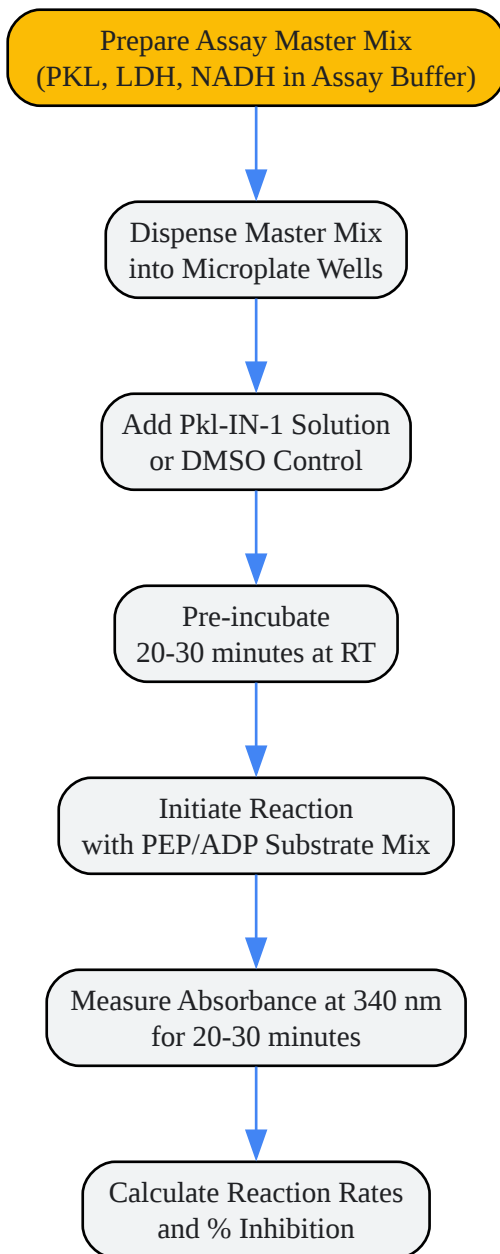 Prepare Assay Master Mix
(PKL, LDH, NADH in Assay Buffer)
Dispense Master Mix
into Microplate Wells
Add Pkl-IN-1 Solution
or DMSO Control
Pre-incubate
20-30 minutes at RT
Initiate Reaction
with PEP/ADP Substrate Mix
Measure Absorbance at 340 nm
for 20-30 minutes
Calculate Reaction Rates
and % Inhibition